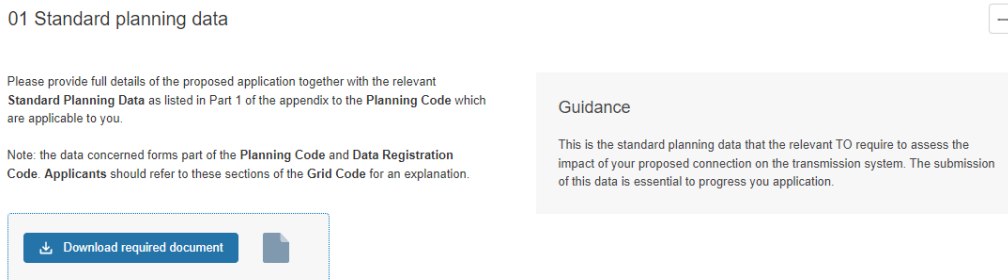 01 Standard planning data
Please provide full details of the proposed application together with the relevant
Standard Planning Data as listed in Part 1 of the appendix to the Planning Code which
are applicable to you.
Note: the data concerned forms part of the Planning Code and Data Registration
Code. Applicants should refer to these sections of the Grid Code for an explanation.
Download required document
Guidance
This is the standard planning data that the relevant TO require to assess the
impact of your proposed connection on the transmission system. The submission
of this data is essential to progress you application.